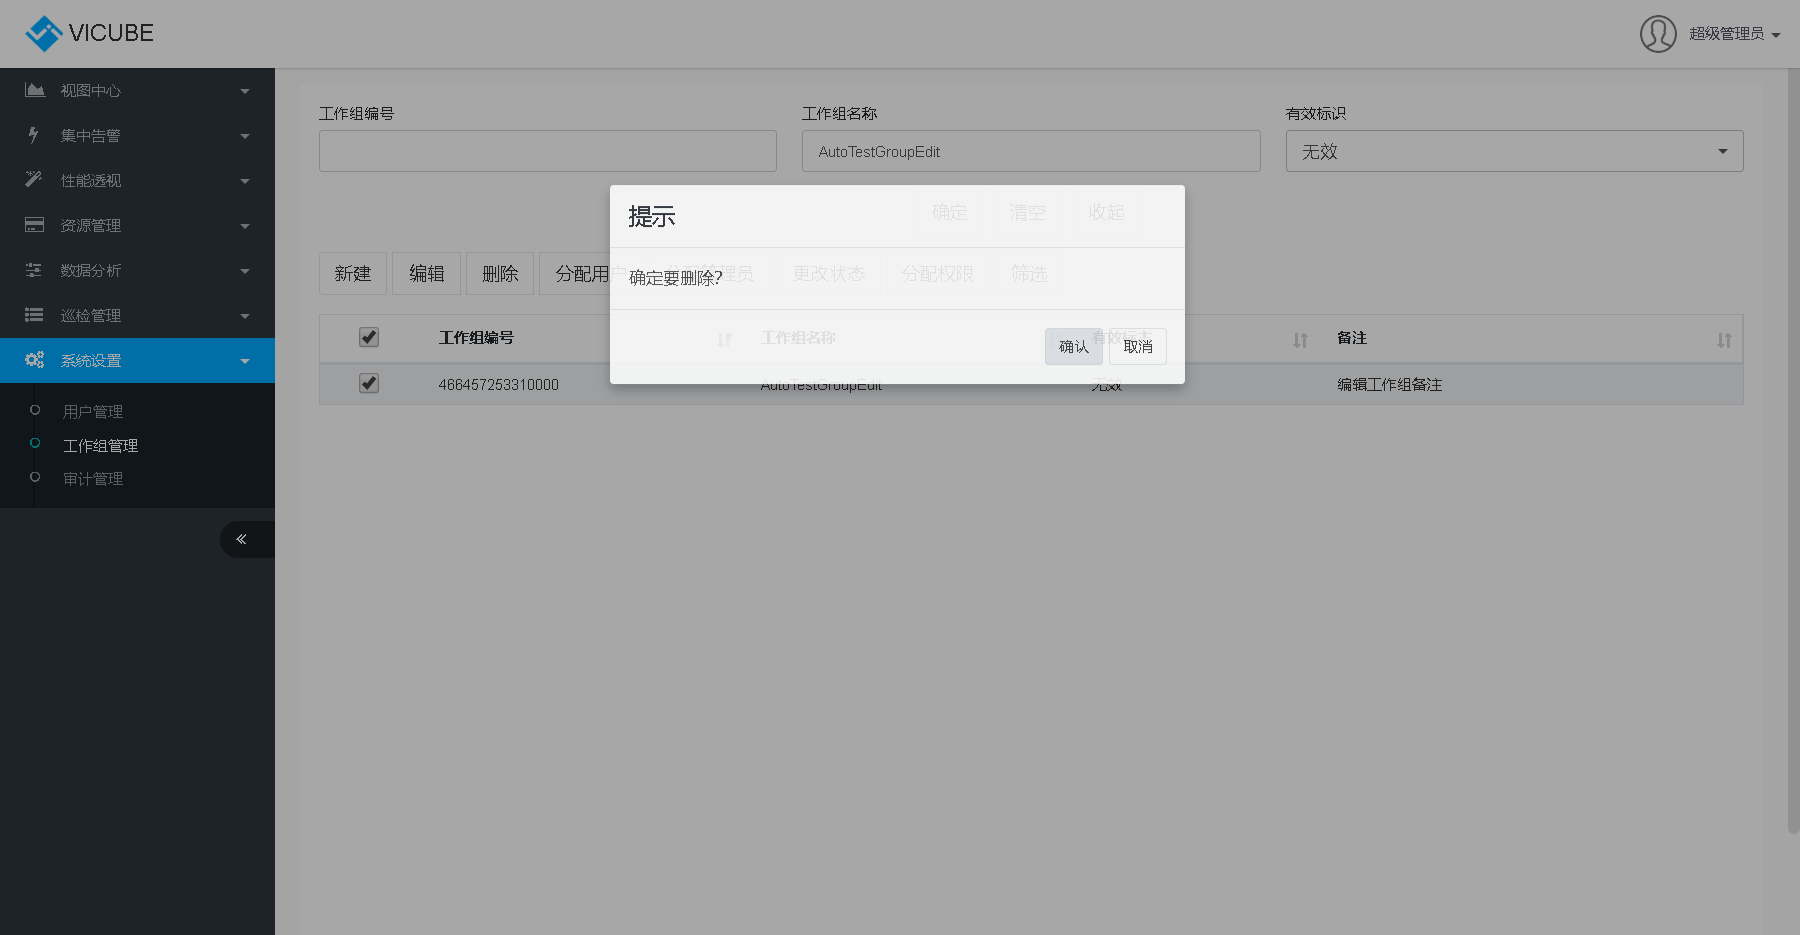 VICUBE
超级管理员
视图中心
集中告警
性能透视
资源管理
数据分析
巡检管理
系统设置
用户管理
工作组管理
审计管理
工作组编号
工作组名称
有效标识
AutoTestGroupEdit
无效
确定 清空 收起
提示
新建 编辑 删除 分配用户 分配管理员 更改状态 分配权限 筛选
确定要删除?
工作组编号 工作组名称 有效标志 备注
确认 取消
466457253310000 AutoTestGroupEdit 无效 编辑工作组备注